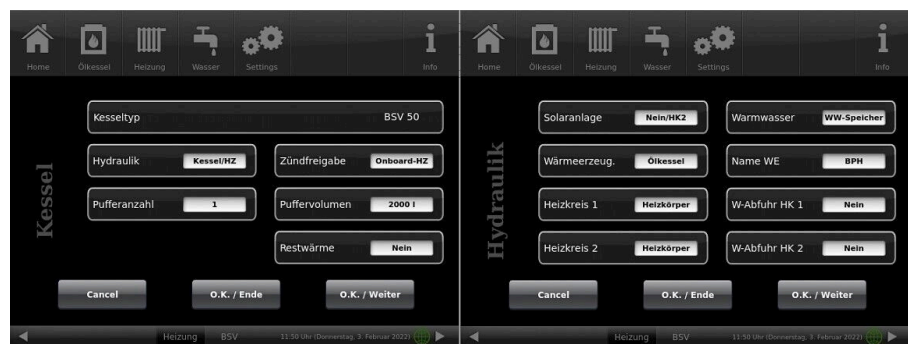 Home Ölkessel Heizung Wasser Settings Info
Kessel
Kesseltyp BSV 50
Hydraulik Kessel/HZ Zündfreigabe Onboard-HZ
Pufferanzahl 1 Puffervolumen 2000 l
Restwärme Nein
Cancel O.K. / Ende O.K. / Weiter
Heizung BSV 11:50 Uhr (Donnerstag, 3. Februar 2022)
Home Ölkessel Heizung Wasser Settings Info
Hydraulik
Solaranlage Nein/HK2 Warmwasser WW-Speicher
Wärmeerzeug. Ölkessel Name WE BPH
Heizkreis 1 Heizkörper W-Abfuhr HK 1 Nein
Heizkreis 2 Heizkörper W-Abfuhr HK 2 Nein
Cancel O.K. / Ende O.K. / Weiter
Heizung BSV 11:50 Uhr (Donnerstag, 3. Februar 2022)